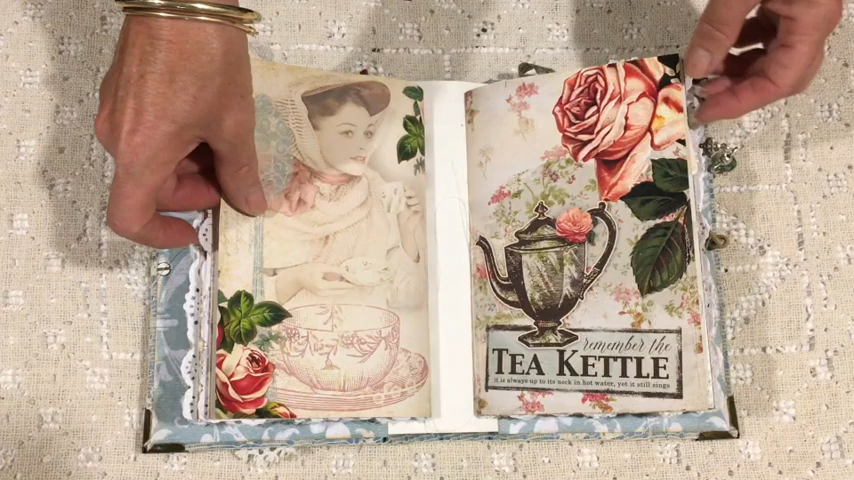 remember the
TEA KETTLE
it is always up to its neck in hot water, yet it still sings